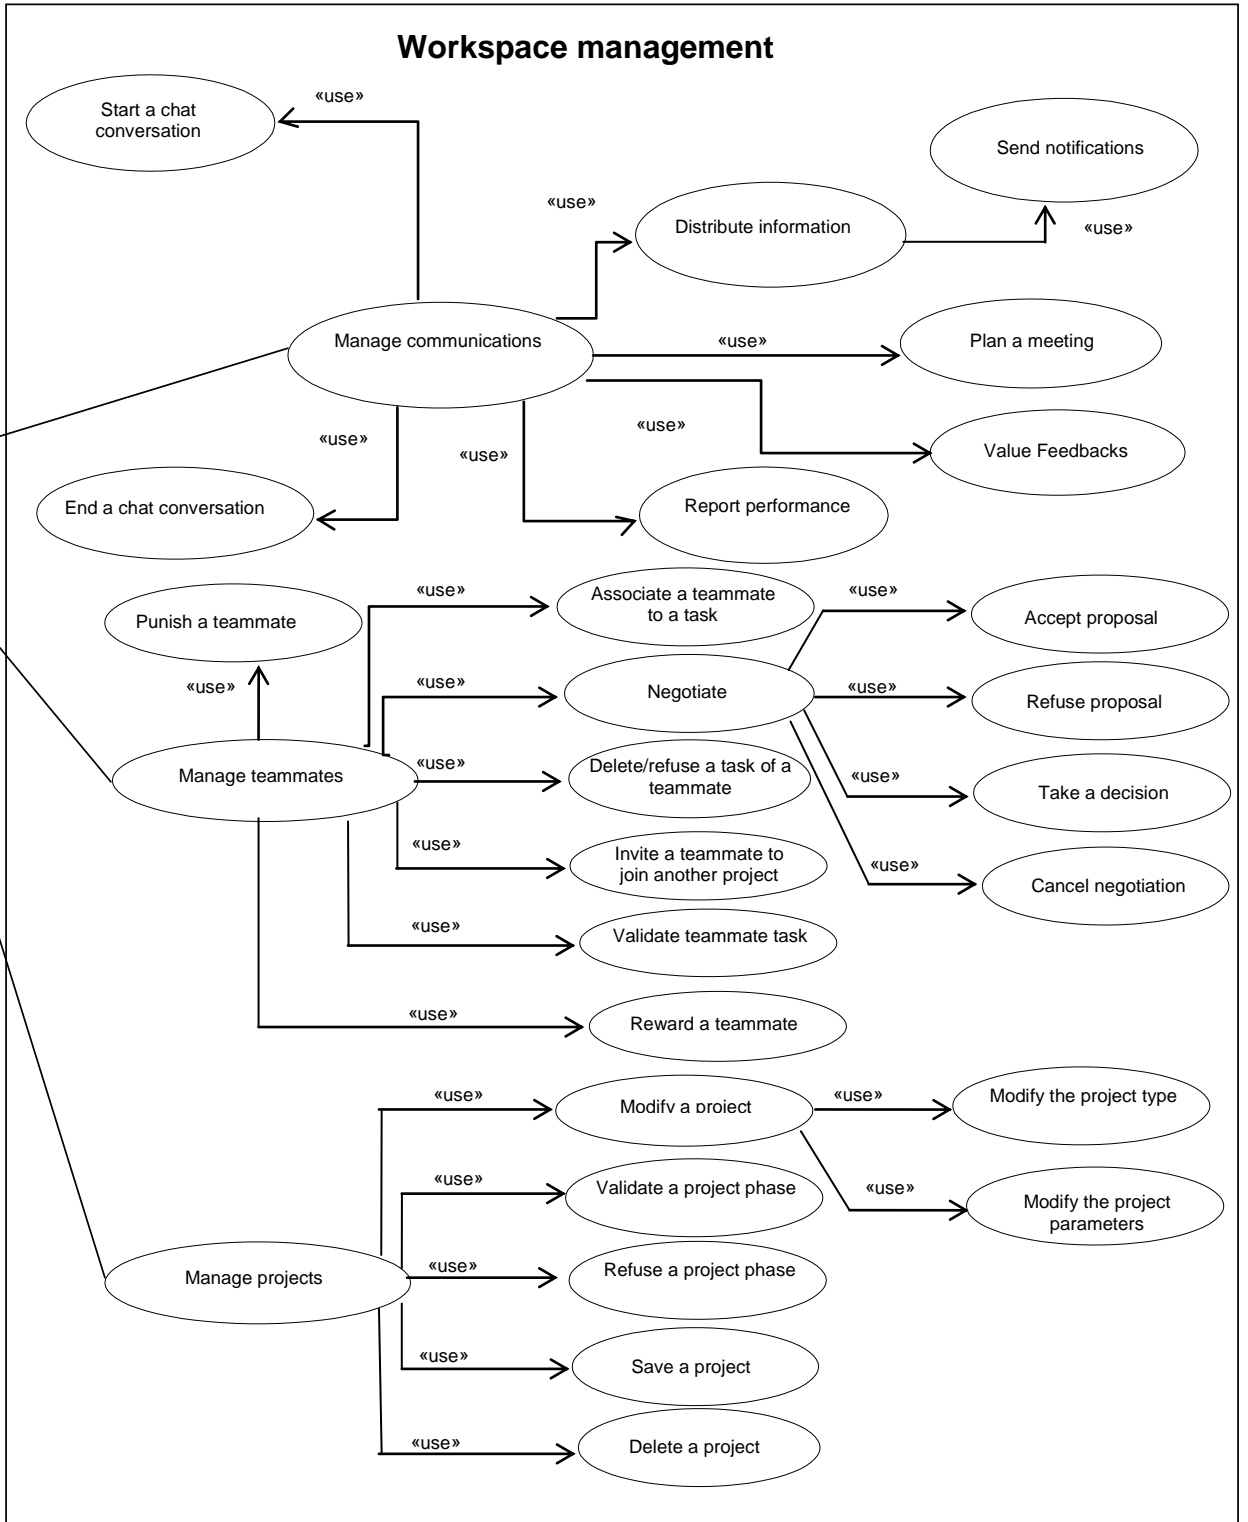 Workspace management
«use»
Start a chat
conversation
Send notifications
«use»
Distribute information
«use»
Manage communications
«use»
Plan a meeting
«use»
«use»
«use»
Value Feedbacks
End a chat conversation
Report performance
«use»
Associate a teammate
to a task
«use»
Accept proposal
Punish a teammate
«use»
«use»
Negotiate
«use»
Refuse proposal
Manage teammates
«use»
Delete/refuse a task of a
teammate
«use»
Take a decision
«use»
Invite a teammate to
join another project
«use»
Cancel negotiation
«use»
Validate teammate task
«use»
Reward a teammate
«use»
Modify a project
«use»
Modify the project type
«use»
Validate a project phase
«use»
Modify the project
parameters
Manage projects
«use»
Refuse a project phase
«use»
Save a project
«use»
Delete a project